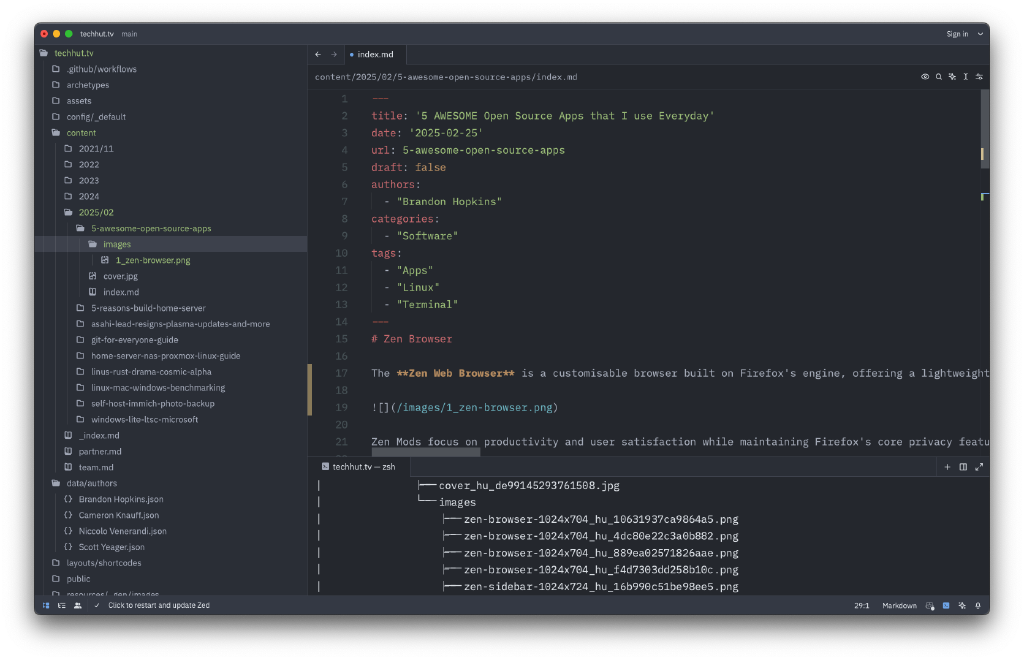 techhut.tv main Sign in
techhut.tv
.github/workflows
archetypes
assets
config/_default
content
2021/11
2022
2023
2024
2025/02
5-awesome-open-source-apps
images
1_zen-browser.png
cover.jpg
index.md
5-reasons-build-home-server
asahi-lead-resigns-plasma-updates-and-more
git-for-everyone-guide
home-server-nas-proxmox-linux-guide
linus-rust-drama-cosmic-alpha
linux-mac-windows-benchmarking
self-host-immich-photo-backup
windows-lite-ltsc-microsoft
_index.md
partner.md
team.md
data/authors
Brandon Hopkins.json
Cameron Knauff.json
Niccolo Venerandi.json
Scott Yeager.json
layouts/shortcodes
public
resources/_gen/images
index.md
content/2025/02/5-awesome-open-source-apps/index.md
1 ---
2 title: '5 AWESOME Open Source Apps that I use Everyday'
3 date: '2025-02-25'
4 url: 5-awesome-open-source-apps
5 draft: false
6 authors:
7 - "Brandon Hopkins"
8 categories:
9 - "Software"
10 tags:
11 - "Apps"
12 - "Linux"
13 - "Terminal"
14 ---
15 # Zen Browser
16
17 The **Zen Web Browser** is a customisable browser built on Firefox's engine, offering a lightweight
18
19 ![](/images/1_zen-browser.png)
20
21 Zen Mods focus on productivity and user satisfaction while maintaining Firefox's core privacy featu
techhut.tv — zsh
│ ├── cover_hu_de99145293761508.jpg
│ └── images
│ ├── zen-browser-1024x704_hu_10631937ca9864a5.png
│ ├── zen-browser-1024x704_hu_4dc80e22c3a0b882.png
│ ├── zen-browser-1024x704_hu_889ea02571826aae.png
│ ├── zen-browser-1024x704_hu_f4d7303dd258b10c.png
│ ├── zen-sidebar-1024x724_hu_16b990c51be98ee5.png
Click to restart and update Zed 29:1 Markdown